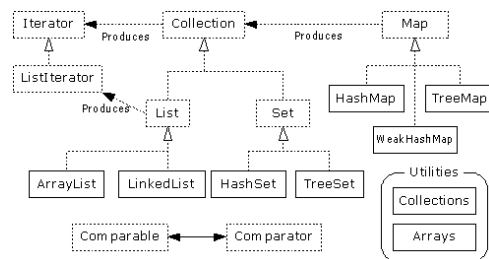 Iterator
Collection
Map
Produces
Produces
ListIterator
Produces
List
Set
HashMap
TreeMap
WeakHashMap
ArrayList
LinkedList
HashSet
TreeSet
Utilities
Collections
Arrays
Comparable
Comparator